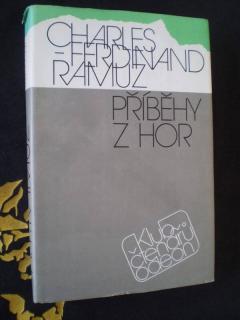 CHARLES
-FERDINAND
RAMUZ
PŘÍBĚHY
Z HOR
Klub
čtenářů
odeon